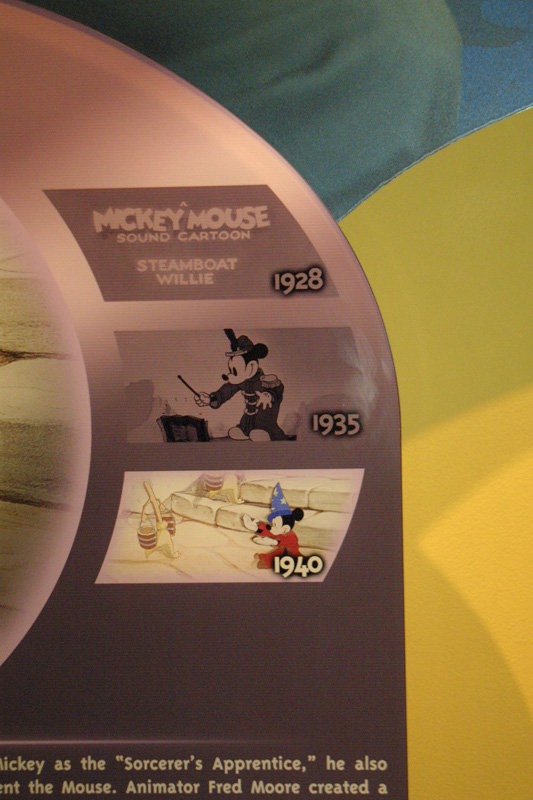 MICKEY MOUSE
SOUND CARTOON
STEAMBOAT
WILLIE
1928
1935
1940
Mickey as the "Sorcerer's Apprentice," he also
the Mouse. Animator Fred Moore created a